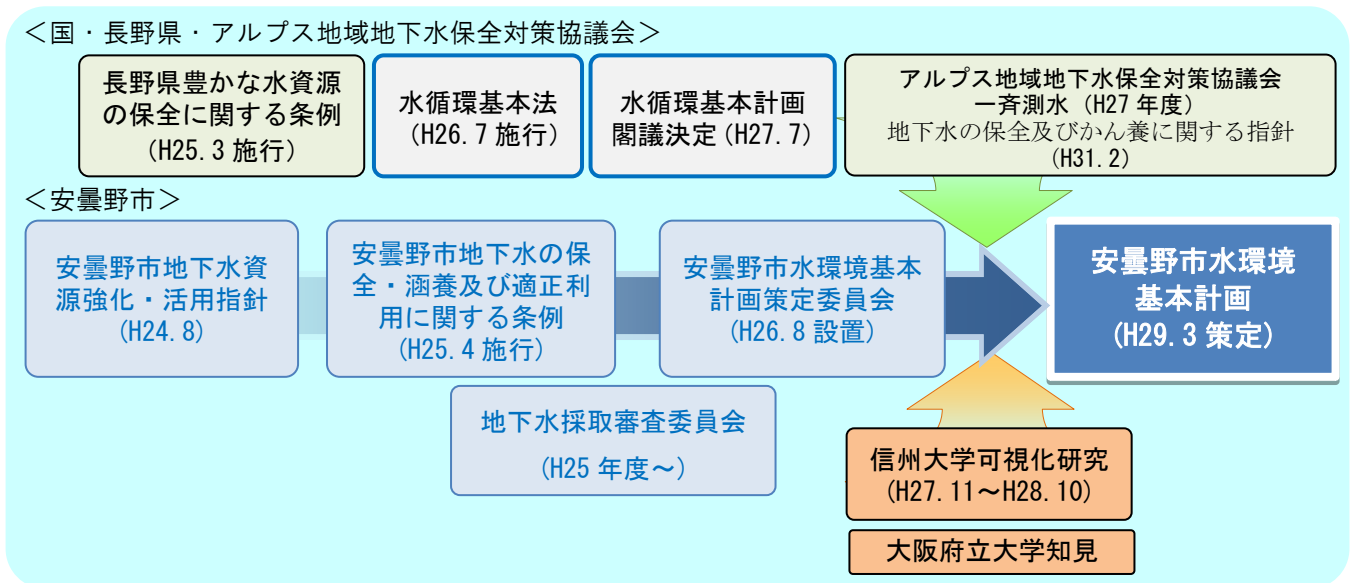 ＜国・長野県・アルプス地域地下水保全対策協議会＞
長野県豊かな水資源
の保全に関する条例
（H25.3 施行）
水循環基本法
（H26.7 施行）
水循環基本計画
閣議決定（H27.7）
アルプス地域地下水保全対策協議会
一斉測水（H27 年度）
地下水の保全及びかん養に関する指針
（H31.2）
＜安曇野市＞
安曇野市地下水資
源強化・活用指針
（H24.8）
安曇野市地下水の保
全・涵養及び適正利
用に関する条例
（H25.4 施行）
安曇野市水環境基本
計画策定委員会
（H26.8 設置）
安曇野市水環境
基本計画
（H29.3 策定）
地下水採取審査委員会
（H25 年度～）
信州大学可視化研究
（H27.11～H28.10）
大阪府立大学知見